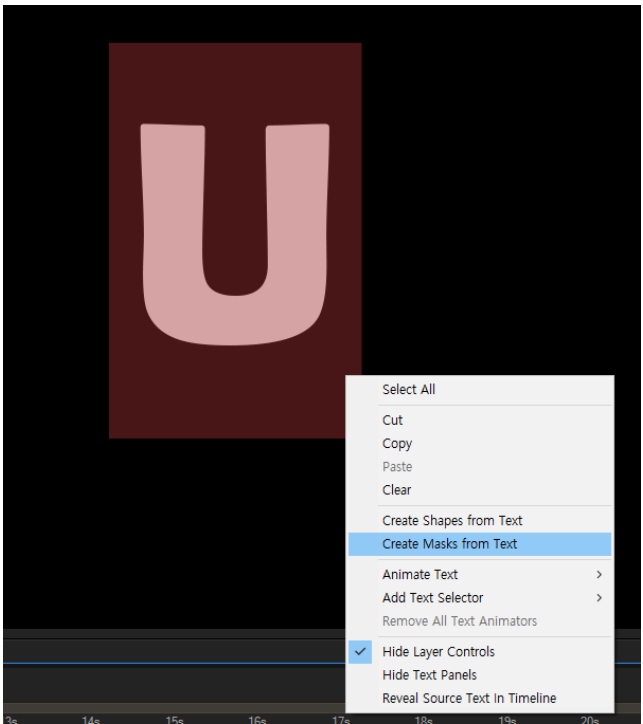 U
Select All
Cut
Copy
Paste
Clear
Create Shapes from Text
Create Masks from Text
Animate Text
Add Text Selector
Remove All Text Animators
Hide Layer Controls
Hide Text Panels
Reveal Source Text In Timeline
3s 14s 15s 16s 17s 18s 19s 20s